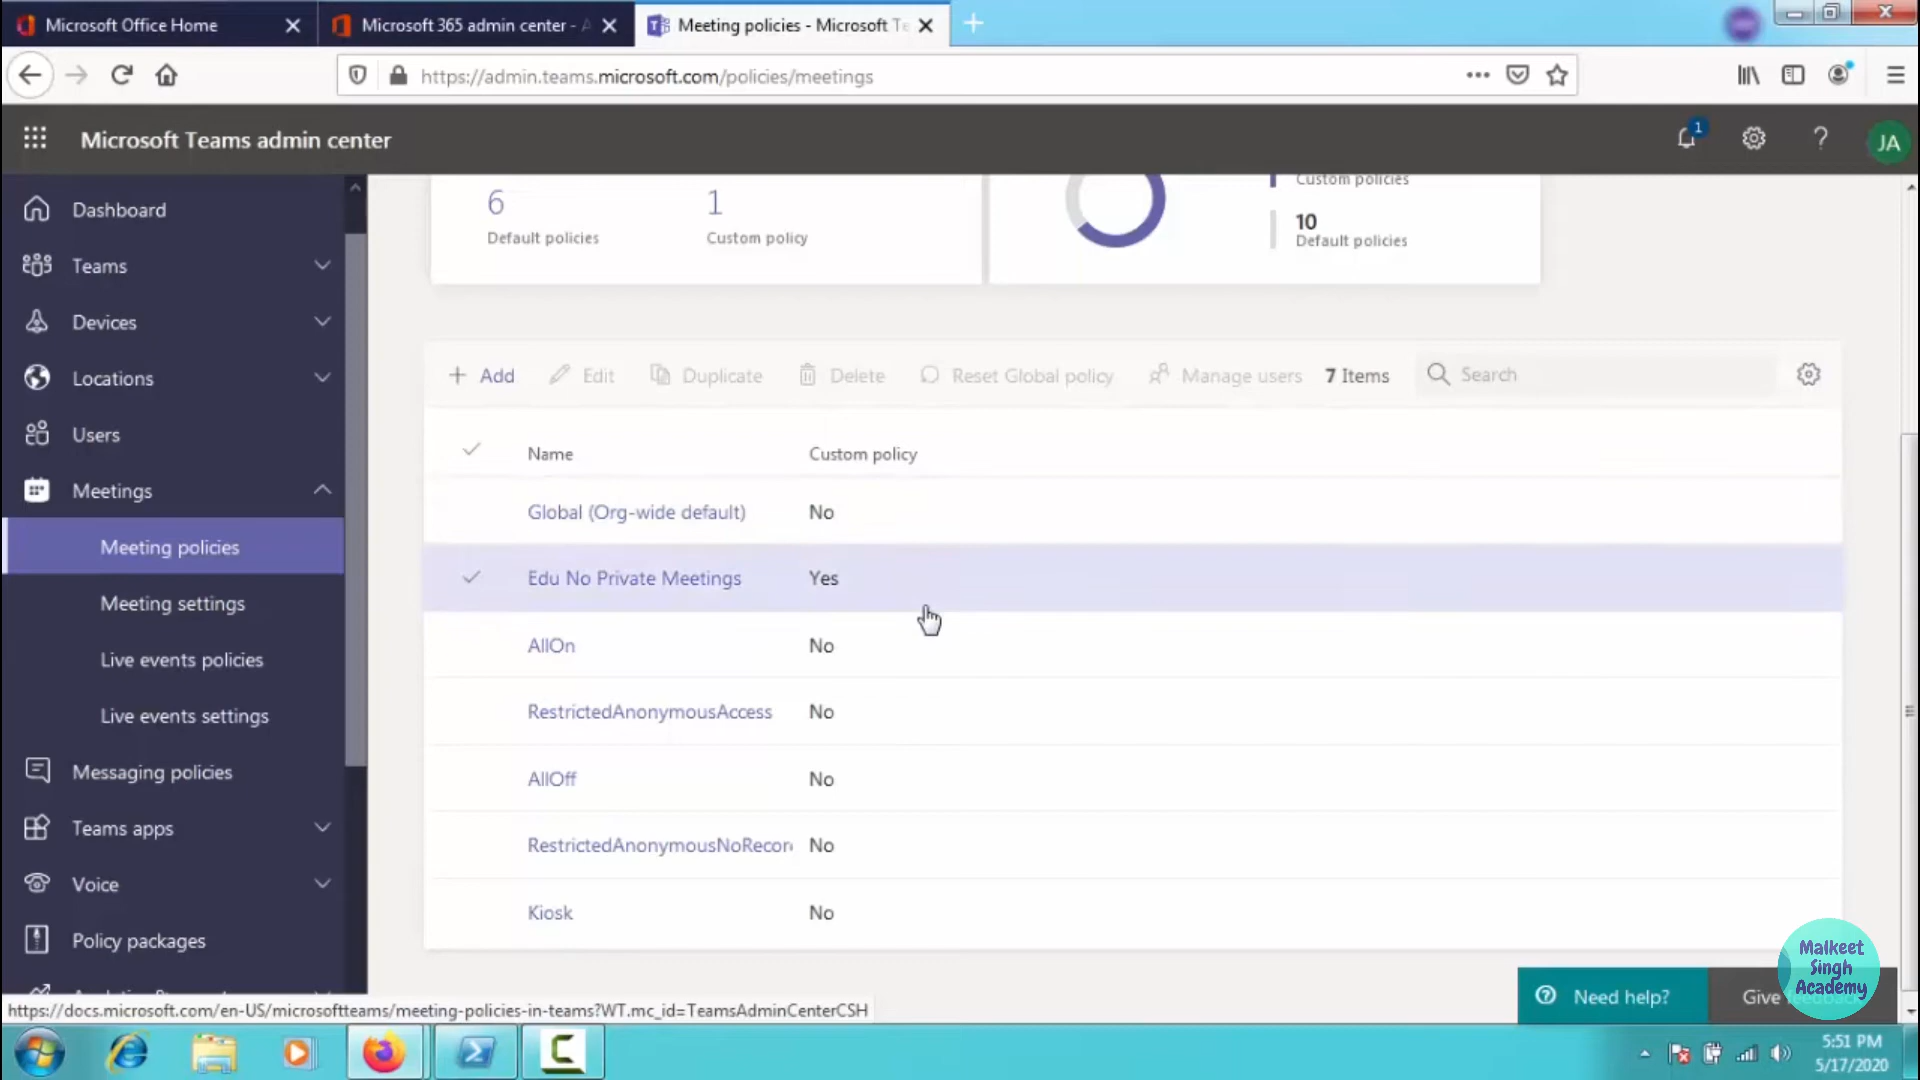 Microsoft Office Home
Microsoft 365 admin center - A
Meeting policies - Microsoft Te
https://admin.teams.microsoft.com/policies/meetings
Microsoft Teams admin center
1
JA
Dashboard
Teams
Devices
Locations
Users
Meetings
Meeting policies
Meeting settings
Live events policies
Live events settings
Messaging policies
Teams apps
Voice
Policy packages
6
Default policies
1
Custom policy
Custom policies
10
Default policies
Add
Edit
Duplicate
Delete
Reset Global policy
Manage users
7 Items
Search
Name Custom policy
Global (Org-wide default) No
Edu No Private Meetings Yes
AllOn No
RestrictedAnonymousAccess No
AllOff No
RestrictedAnonymousNoRecor No
Kiosk No
Need help?
Give feedback
Malkeet
Singh
Academy
https://docs.microsoft.com/en-US/microsoftteams/meeting-policies-in-teams?WT.mc_id=TeamsAdminCenterCSH
5:51 PM
5/17/2020